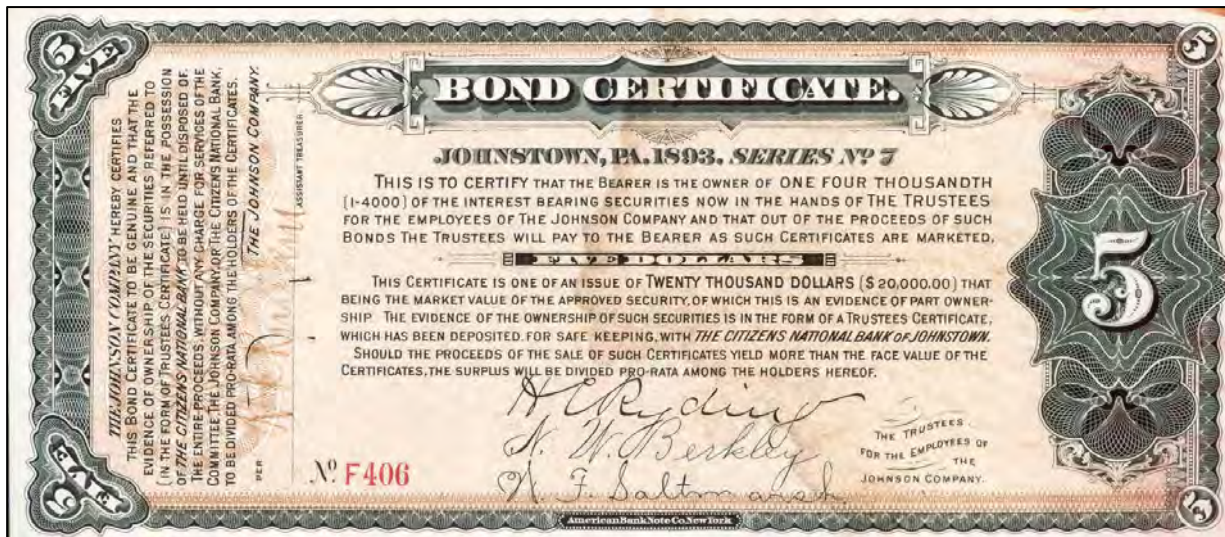 5
FIVE
THE JOHNSON COMPANY HEREBY CERTIFIES
THIS BOND CERTIFICATE TO BE GENUINE AND THAT THE
EVIDENCE OF OWNERSHIP OF THE SECURITIES REFERRED TO
(IN THE FORM OF TRUSTEES CERTIFICATE) IS IN THE POSSESSION
OF THE CITIZENS NATIONAL BANK TO BE HELD UNTIL DISPOSED OF.
THE ENTIRE PROCEEDS, WITHOUT ANY CHARGE FOR SERVICES OF THE
COMMITTEE, THE JOHNSON COMPANY, OR THE CITIZENS NATIONAL BANK,
TO BE DIVIDED PRO-RATA AMONG THE HOLDERS OF THE CERTIFICATES.
THE JOHNSON COMPANY.
PER
ASSISTANT TREASURER
5
FIVE
BOND CERTIFICATE.
JOHNSTOWN, PA. 1893. SERIES Nº 7
THIS IS TO CERTIFY THAT THE BEARER IS THE OWNER OF ONE FOUR THOUSANDTH
(1-4000) OF THE INTEREST BEARING SECURITIES NOW IN THE HANDS OF THE TRUSTEES
FOR THE EMPLOYEES OF THE JOHNSON COMPANY AND THAT OUT OF THE PROCEEDS OF SUCH
BONDS THE TRUSTEES WILL PAY TO THE BEARER AS SUCH CERTIFICATES ARE MARKETED,
FIVE DOLLARS
THIS CERTIFICATE IS ONE OF AN ISSUE OF TWENTY THOUSAND DOLLARS ($20,000.00) THAT
BEING THE MARKET VALUE OF THE APPROVED SECURITY, OF WHICH THIS IS AN EVIDENCE OF PART OWNER-
SHIP. THE EVIDENCE OF THE OWNERSHIP OF SUCH SECURITIES IS IN THE FORM OF A TRUSTEES CERTIFICATE,
WHICH HAS BEEN DEPOSITED, FOR SAFE KEEPING, WITH THE CITIZENS NATIONAL BANK OF JOHNSTOWN.
SHOULD THE PROCEEDS OF THE SALE OF SUCH CERTIFICATES YIELD MORE THAN THE FACE VALUE OF THE
CERTIFICATES, THE SURPLUS WILL BE DIVIDED PRO-RATA AMONG THE HOLDERS HEREOF.
H C Ryding
N. W. Berkley
W. F. Saltmarsh
THE TRUSTEES
FOR THE EMPLOYEES OF
THE
JOHNSON COMPANY.
Nº F406
American Bank Note Co. New York
5
5
5